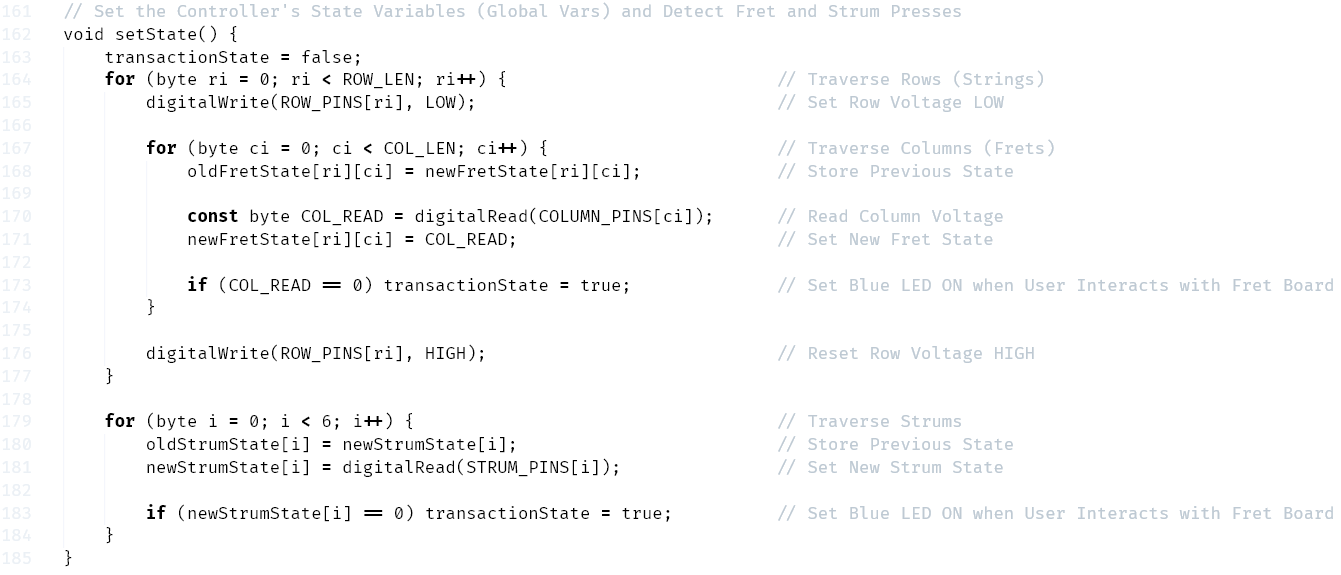 161 // Set the Controller's State Variables (Global Vars) and Detect Fret and Strum Presses
162 void setState() {
163 transactionState = false;
164 for (byte ri = 0; ri < ROW_LEN; ri++) { // Traverse Rows (Strings)
165 digitalWrite(ROW_PINS[ri], LOW); // Set Row Voltage LOW
166
167 for (byte ci = 0; ci < COL_LEN; ci++) { // Traverse Columns (Frets)
168 oldFretState[ri][ci] = newFretState[ri][ci]; // Store Previous State
169
170 const byte COL_READ = digitalRead(COLUMN_PINS[ci]); // Read Column Voltage
171 newFretState[ri][ci] = COL_READ; // Set New Fret State
172
173 if (COL_READ == 0) transactionState = true; // Set Blue LED ON when User Interacts with Fret Board
174 }
175
176 digitalWrite(ROW_PINS[ri], HIGH); // Reset Row Voltage HIGH
177 }
178
179 for (byte i = 0; i < 6; i++) { // Traverse Strums
180 oldStrumState[i] = newStrumState[i]; // Store Previous State
181 newStrumState[i] = digitalRead(STRUM_PINS[i]); // Set New Strum State
182
183 if (newStrumState[i] == 0) transactionState = true; // Set Blue LED ON when User Interacts with Fret Board
184 }
185 }